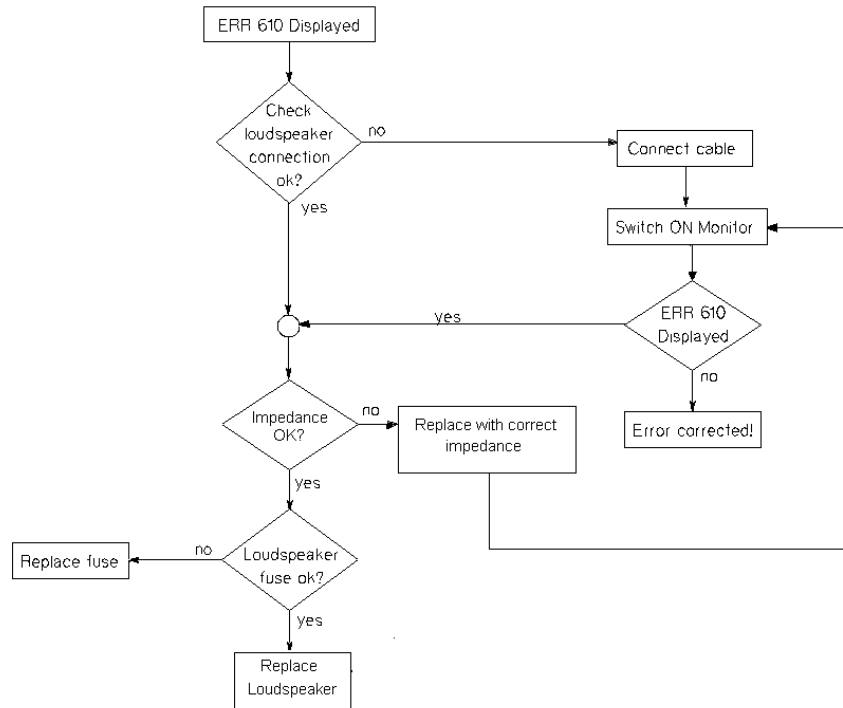 ERR 610 Displayed
Check
loudspeaker
connection
ok?
no
yes
Connect cable
Switch ON Monitor
ERR 610
Displayed
yes
no
Error corrected!
Impedance
OK?
no
Replace with correct
impedance
yes
Loudspeaker
fuse ok?
no
Replace fuse
yes
Replace
Loudspeaker